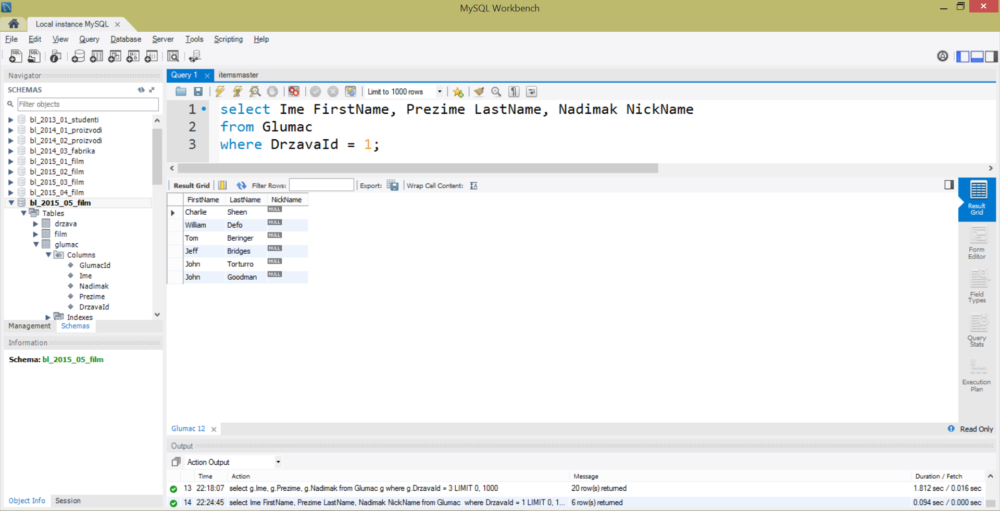 MySQL Workbench
Local instance MySQL
File Edit View Query Database Server Tools Scripting Help
Navigator
SCHEMAS
Filter objects
bl_2013_01_studenti
bl_2014_01_proizvodi
bl_2014_02_proizvodi
bl_2014_03_fabrika
bl_2015_01_film
bl_2015_02_film
bl_2015_03_film
bl_2015_04_film
bl_2015_05_film
Tables
drzava
film
glumac
Columns
GlumacId
Ime
Nadimak
Prezime
DrzavaId
Indexes
Management Schemas
Information
Schema: bl_2015_05_film
Object Info Session
Query 1 itemsmaster
Limit to 1000 rows
1 select Ime FirstName, Prezime LastName, Nadimak NickName
2 from Glumac
3 where DrzavaId = 1;
Result Grid Filter Rows: Export: Wrap Cell Content:
FirstName LastName NickName
Charlie Sheen NULL
William Defo NULL
Tom Beringer NULL
Jeff Bridges NULL
John Torturro NULL
John Goodman NULL
Result
Grid
Form
Editor
Field
Types
Query
Stats
Execution
Plan
Glumac 12 Read Only
Output
Action Output
Time Action Message Duration / Fetch
13 22:18:07 select g.Ime, g.Prezime, g.Nadimak from Glumac g where g.DrzavaId = 3 LIMIT 0, 1000 20 row(s) returned 1.812 sec / 0.016 sec
14 22:24:45 select Ime FirstName, Prezime LastName, Nadimak NickName from Glumac where DrzavaId = 1 LIMIT 0, 1... 6 row(s) returned 0.094 sec / 0.000 sec